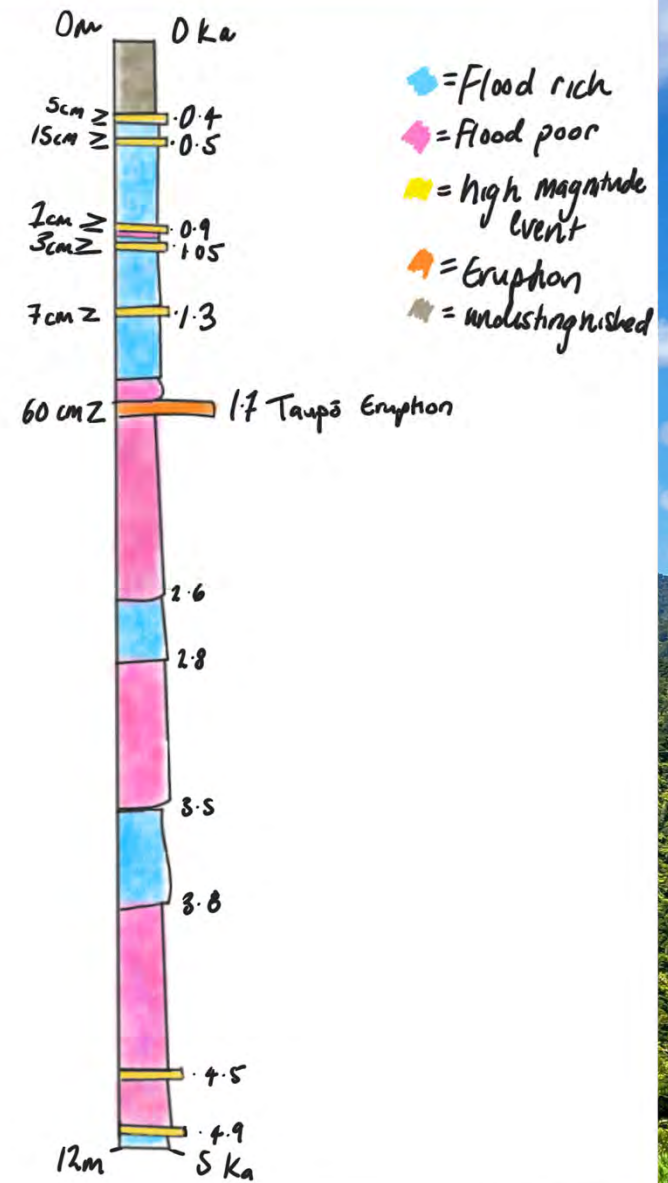 0m 0 Ka
5cm Z 0.4
15cm Z 0.5
1cm Z 0.9
3cm Z 1.05
7cm Z 1.3
60 cm Z 1.7 Taupō Eruption
2.6
2.8
3.5
3.8
4.5
4.9
12m 5 Ka
= Flood rich
= Flood poor
= high magnitude
event
= Eruption
= undistinguished